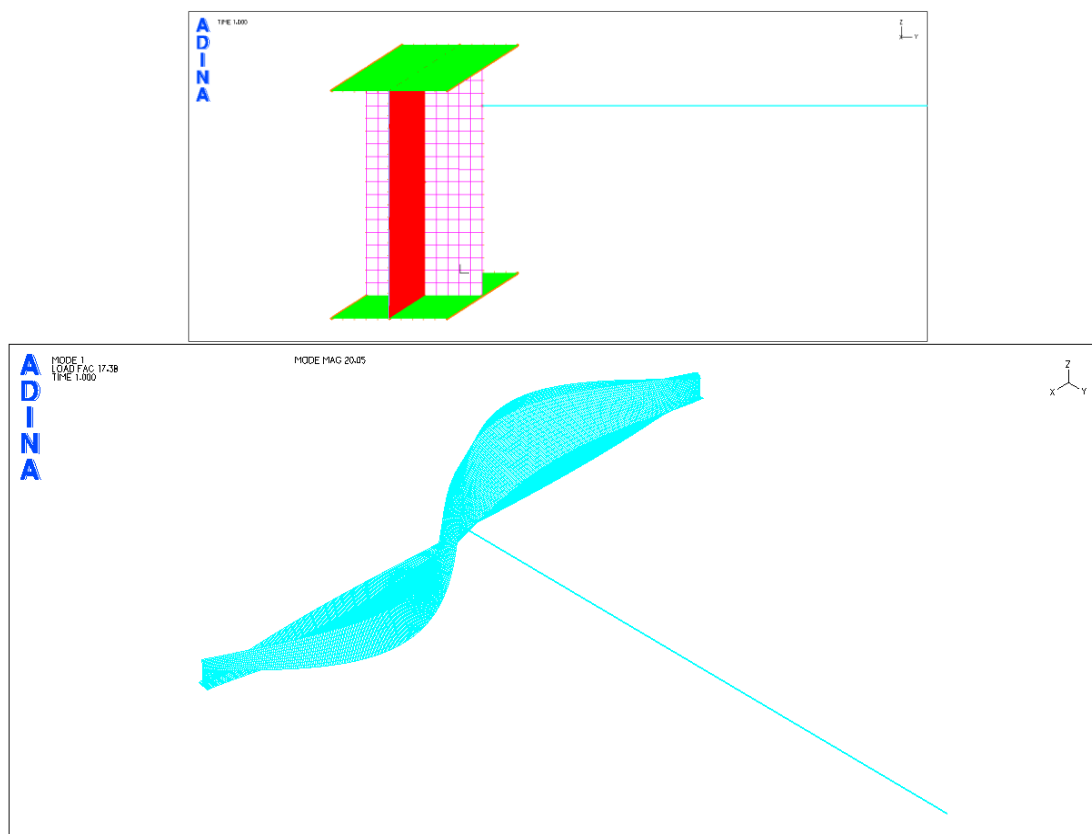 ADINA
TIME 1.000
Z
X
Y
ADINA
MODE 1
LOAD FAC 17.38
TIME 1.000
MODE MAG 20.05
Z
X
Y